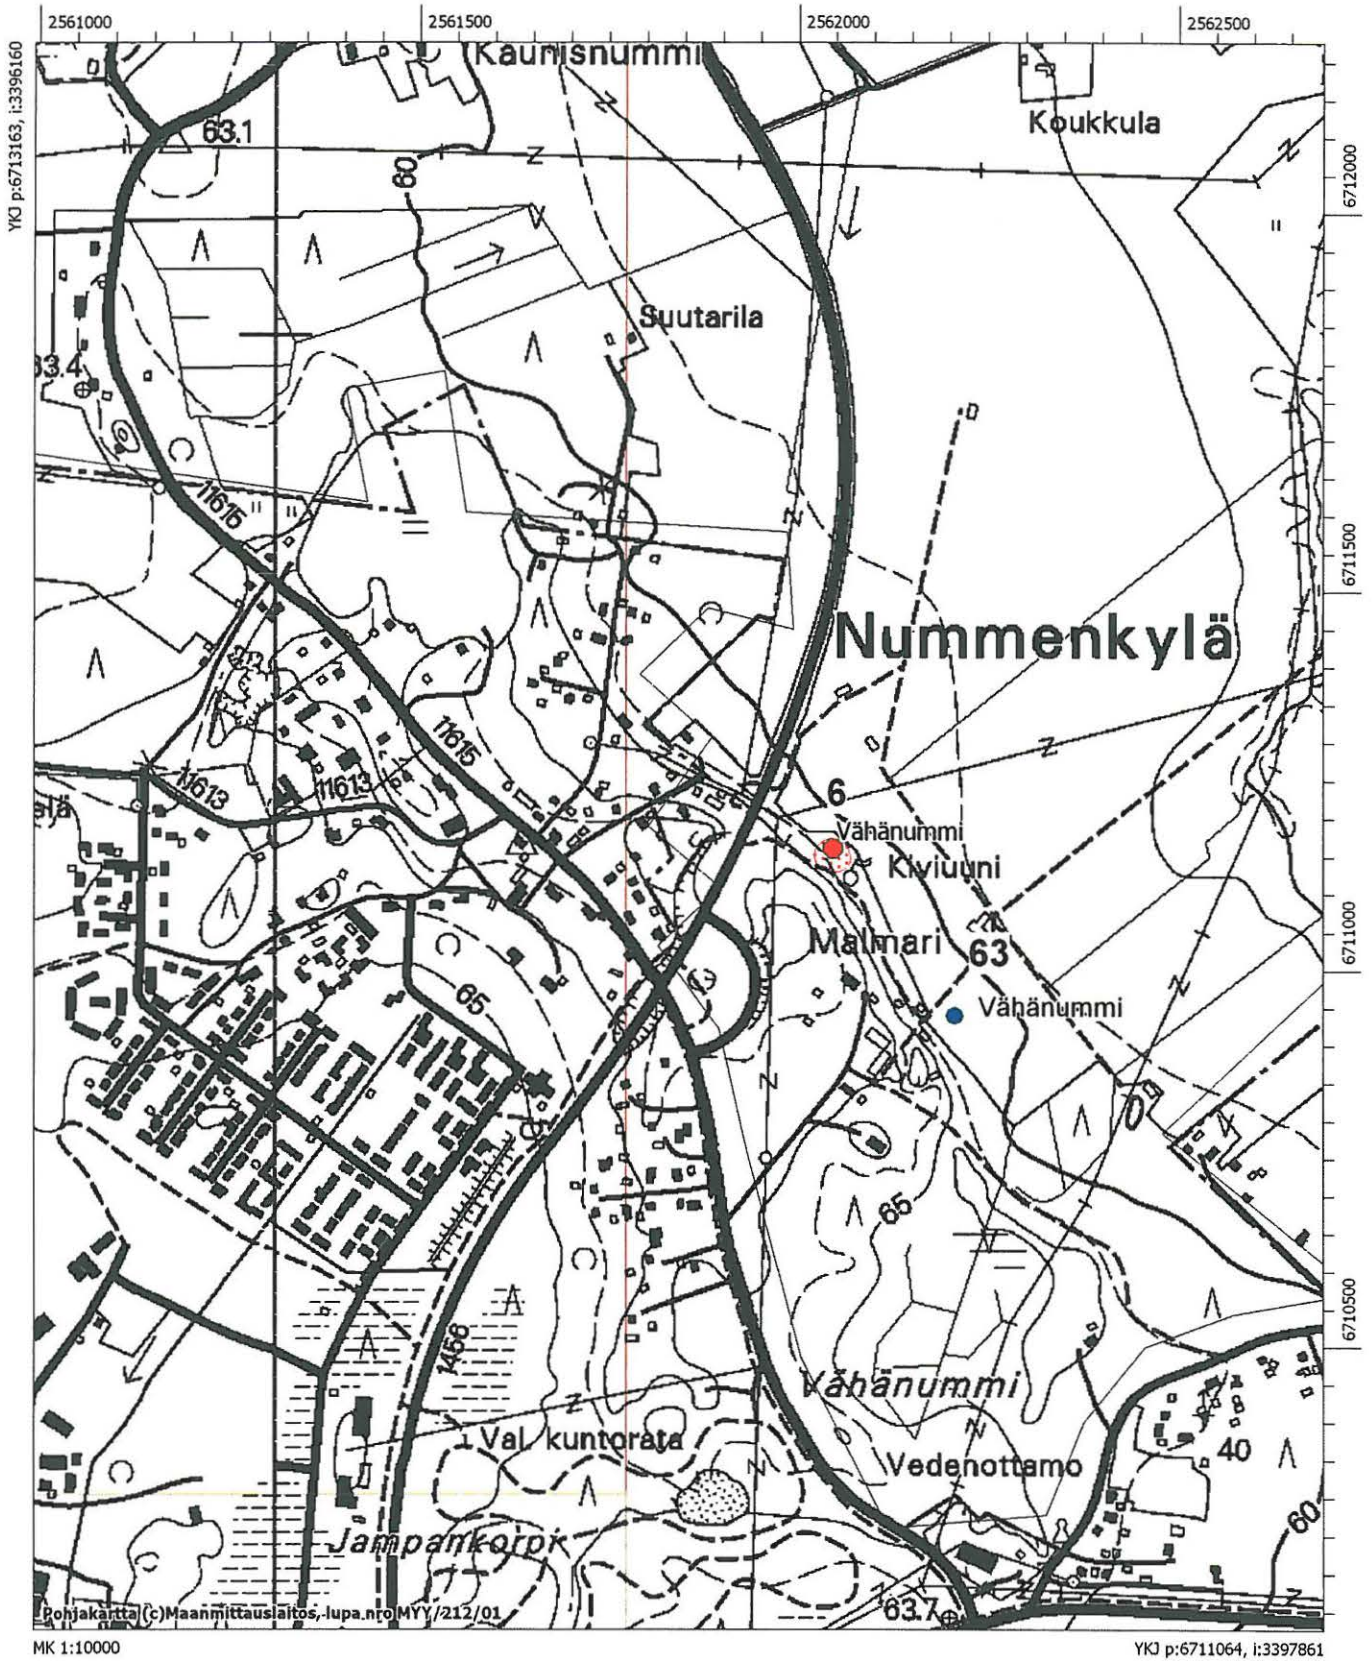 2561000
2561500
2562000
2562500
YKJ p:6713163, i:3396160
Kaunisnummi
Koukkula
63.1
60
6712000
Suutarila
63.4
11615
6711500
Nummenkylä
11615
11613
11613
6
Vähänummi
Kiviuuni
Malmari
63
6711000
65
Vähänummi
65
6710500
1456
Vähänummi
Val. kuntorata
Vedenottamo
40
60
Jampankorpi
63.7
Pohjakartta (c)Maanmittauslaitos, lupa nro MYY/212/01
MK 1:10000
YKJ p:6711064, i:3397861